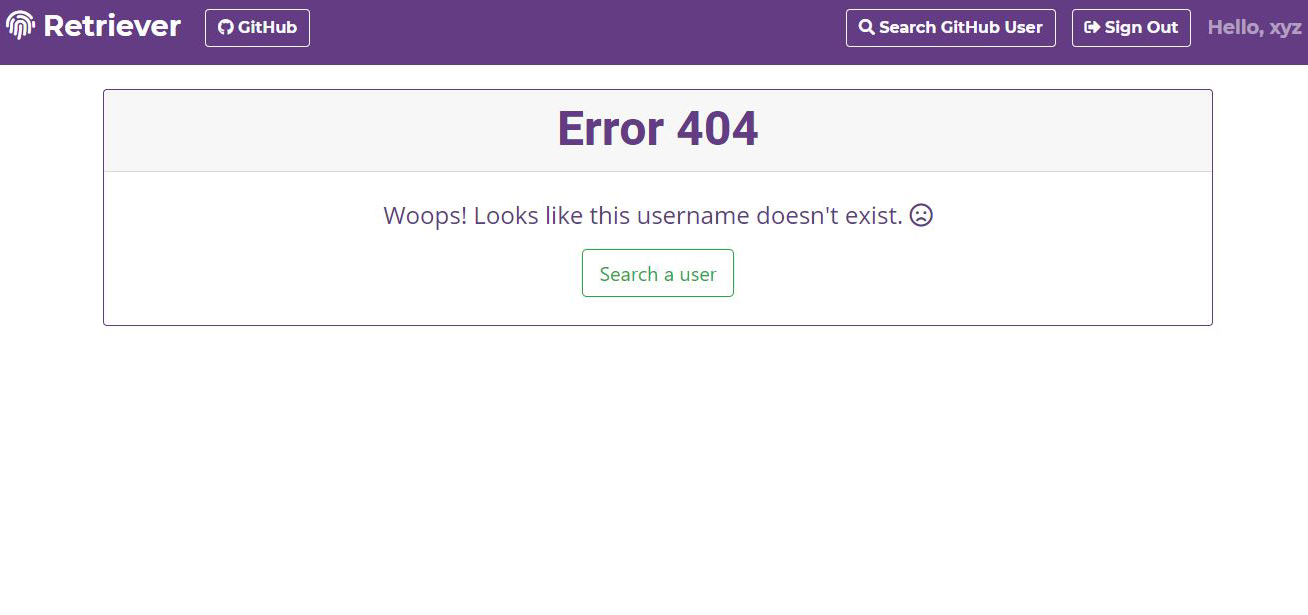 Retriever GitHub Search GitHub User Sign Out Hello, xyz
Error 404
Woops! Looks like this username doesn't exist.
Search a user